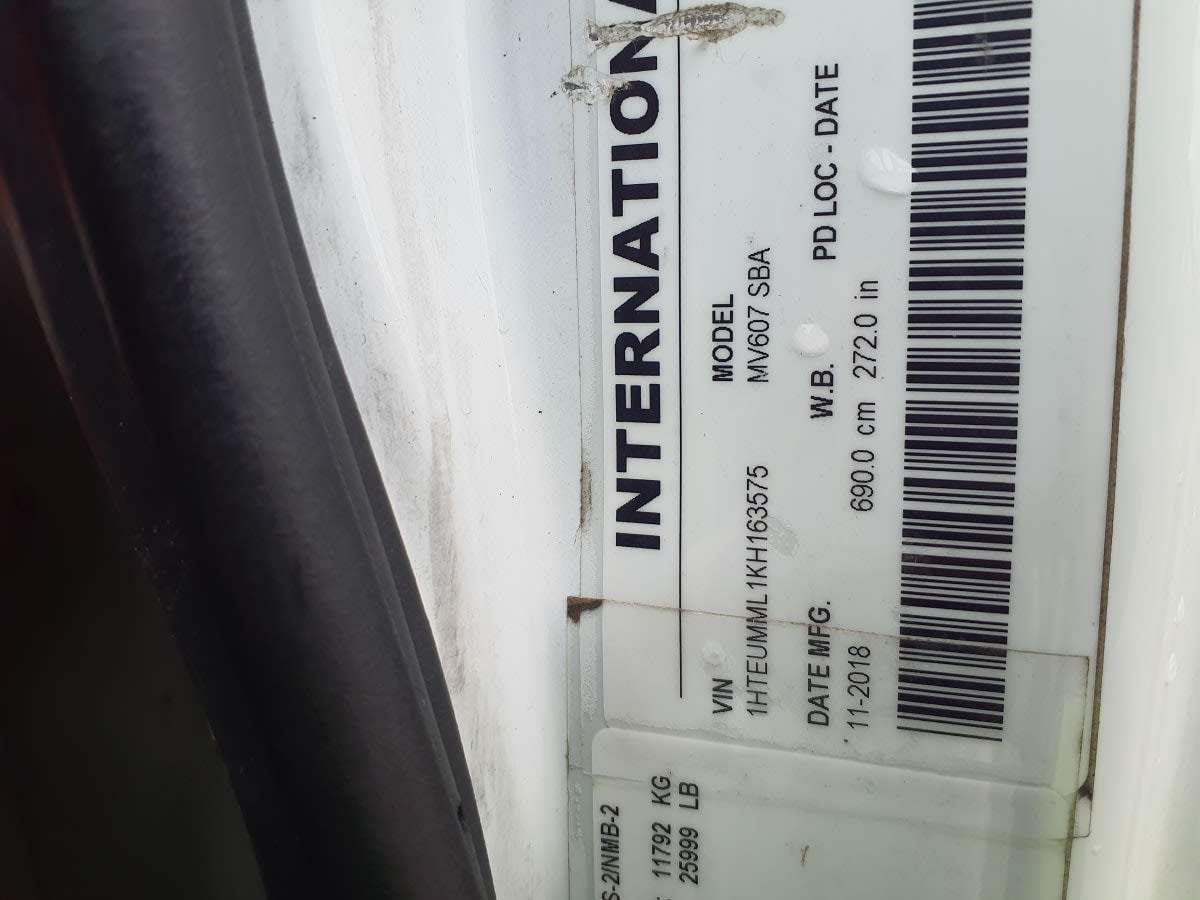 INTERNATIONA
VIN
MODEL
1HTEUMML1KH163575
MV607 SBA
DATE MFG.
W.B.
PD LOC - DATE
11-2018
690.0 cm 272.0 in
S-2/NMB-2
11792 KG
25999 LB